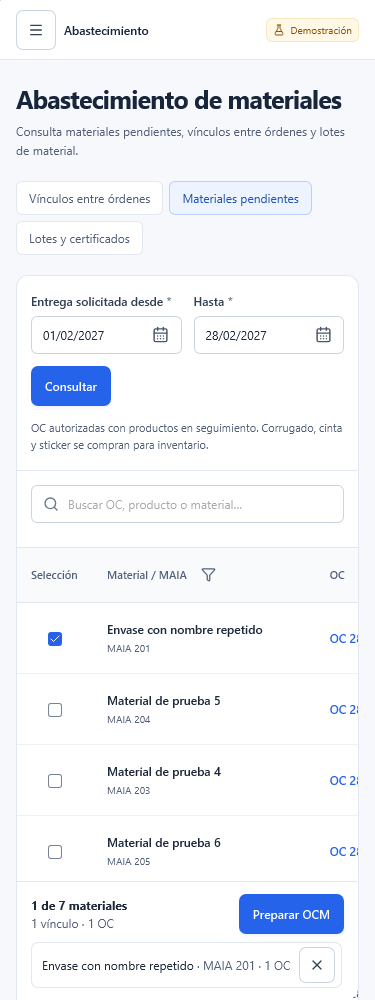 Abastecimiento
Demostración
Abastecimiento de materiales
Consulta materiales pendientes, vínculos entre órdenes y lotes
de material.
Vínculos entre órdenes
Materiales pendientes
Lotes y certificados
Entrega solicitada desde *
Hasta *
01/02/2027
28/02/2027
Consultar
OC autorizadas con productos en seguimiento. Corrugado, cinta
y sticker se compran para inventario.
Buscar OC, producto o material...
Selección
Material / MAIA
OC
Envase con nombre repetido
MAIA 201
OC
Material de prueba 5
MAIA 204
OC
Material de prueba 4
MAIA 203
OC
Material de prueba 6
MAIA 205
OC
1 de 7 materiales
1 vínculo · 1 OC
Preparar OCM
Envase con nombre repetido · MAIA 201 · 1 OC